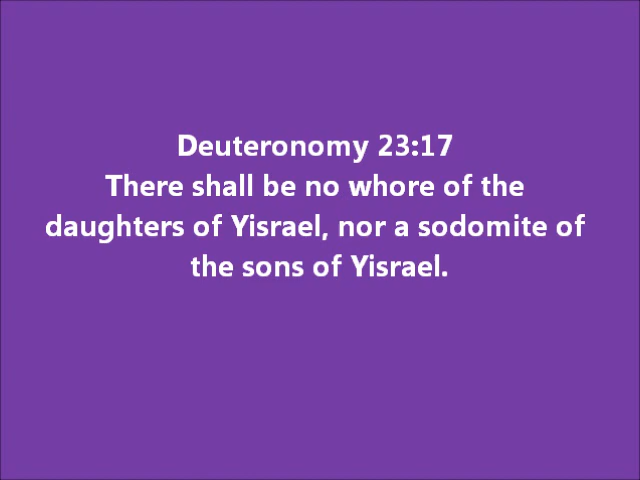 Deuteronomy 23:17
There shall be no whore of the
daughters of Yisrael, nor a sodomite of
the sons of Yisrael.